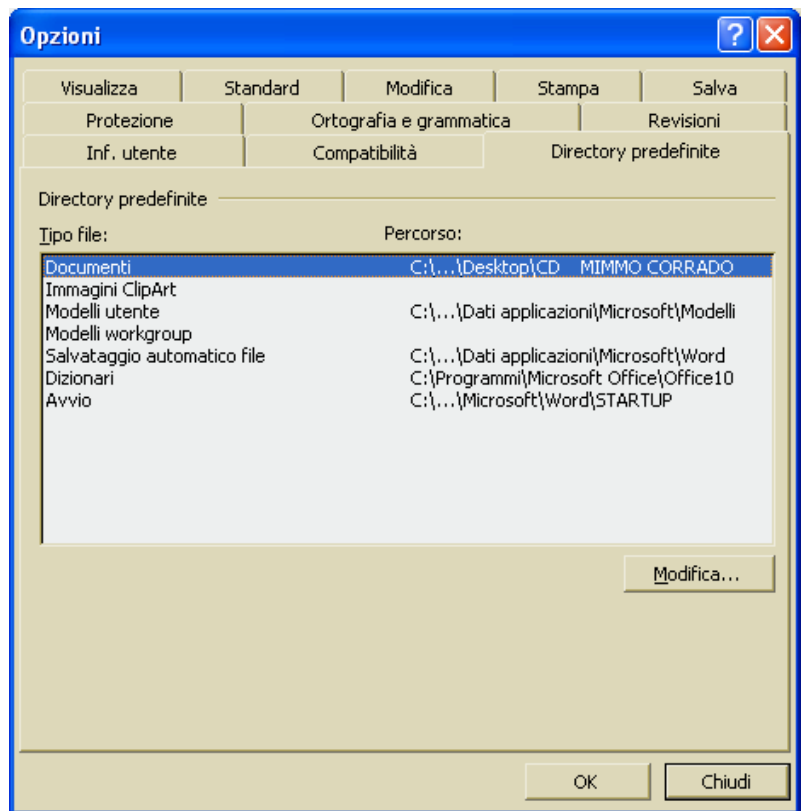 Opzioni
Visualizza Standard Modifica Stampa Salva
Protezione Ortografia e grammatica Revisioni
Inf. utente Compatibilità Directory predefinite
Directory predefinite
Tipo file: Percorso:
Documenti C:\...\Desktop\CD MIMMO CORRADO
Immagini ClipArt
Modelli utente C:\...\Dati applicazioni\Microsoft\Modelli
Modelli workgroup
Salvataggio automatico file C:\...\Dati applicazioni\Microsoft\Word
Dizionari C:\Programmi\Microsoft Office\Office10
Avvio C:\...\Microsoft\Word\STARTUP
Modifica...
OK Chiudi